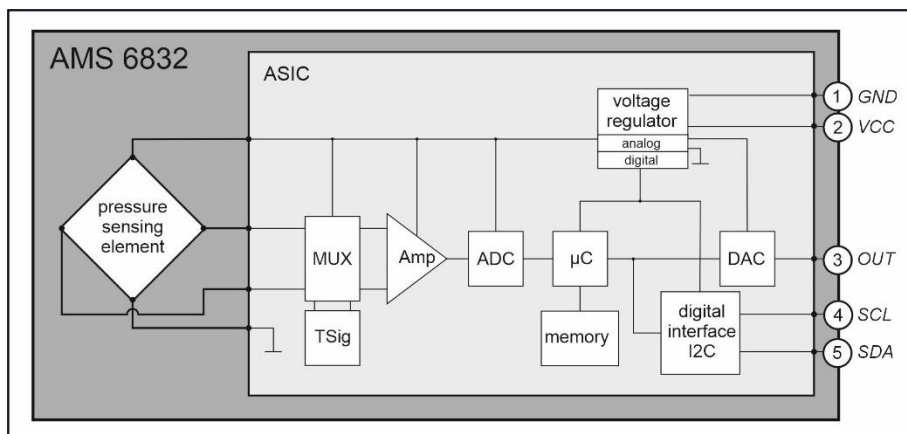 AMS 6832
ASIC
voltage
regulator
analog
digital
1 GND
2 VCC
pressure
sensing
element
MUX
Amp
ADC
µC
DAC
3 OUT
TSig
memory
digital
interface
I2C
4 SCL
5 SDA